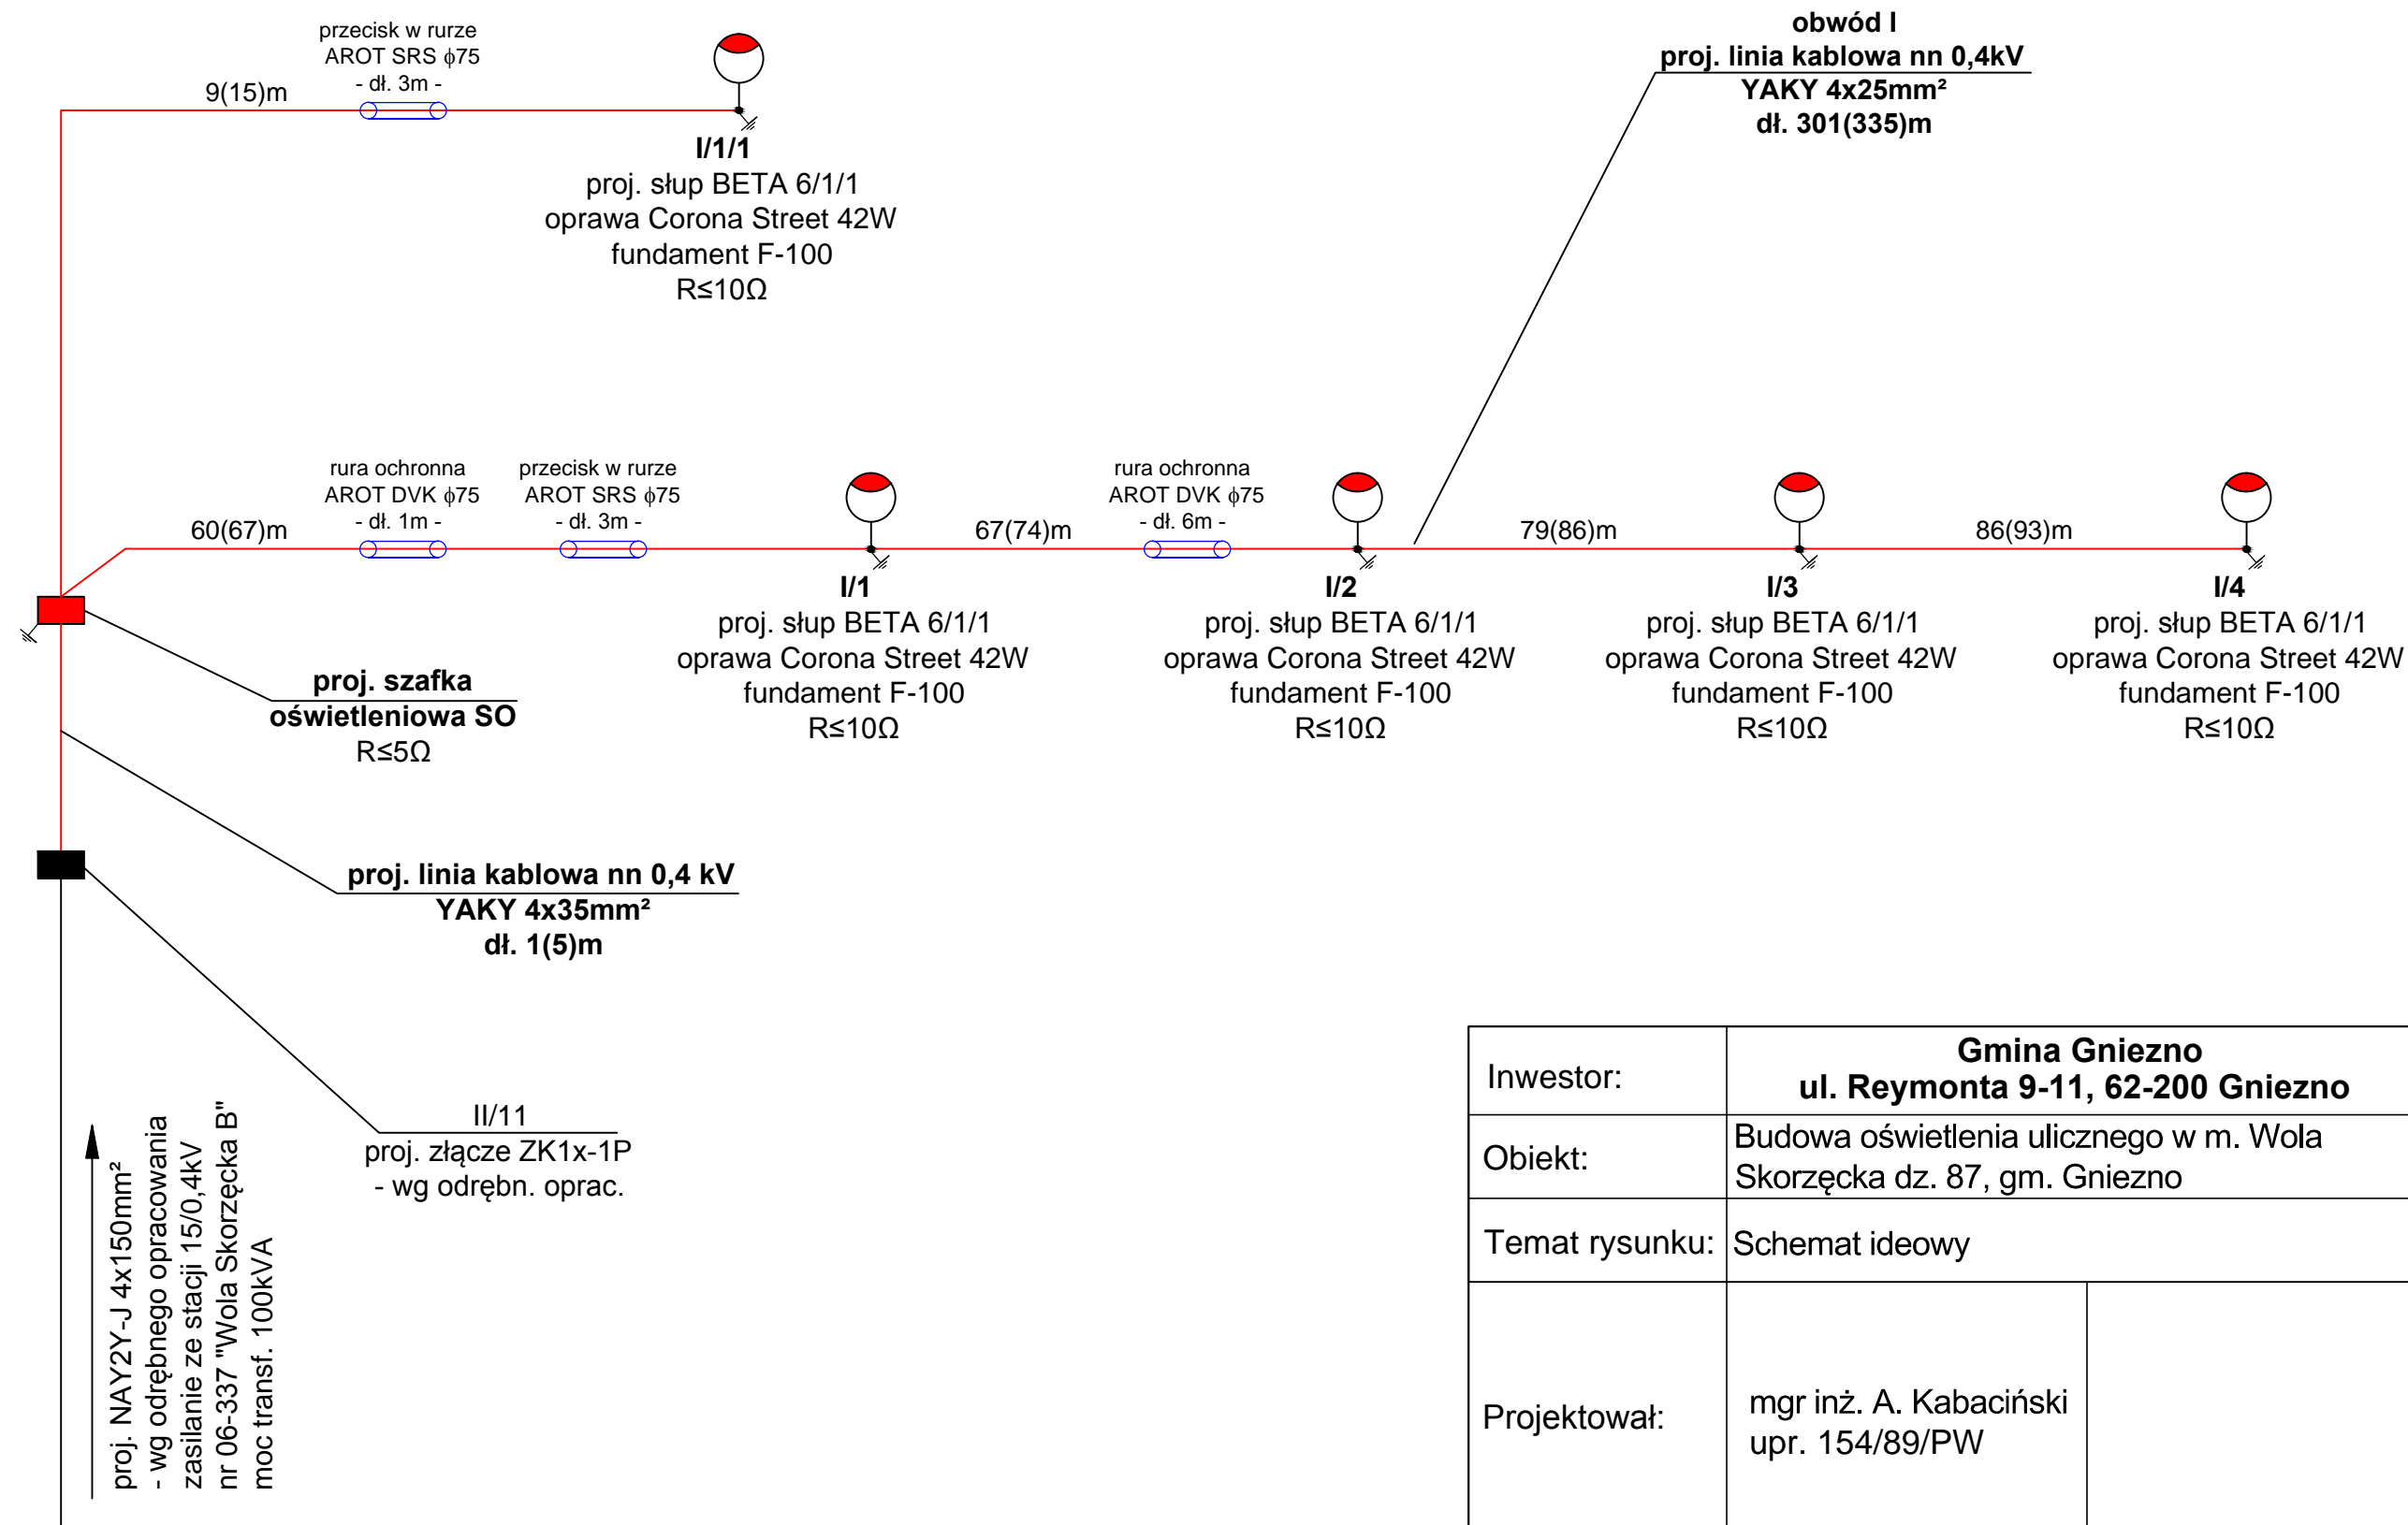 przecisk w rurze
AROT SRS ϕ75
- dł. 3m -
9(15)m
I/1/1
proj. słup BETA 6/1/1
oprawa Corona Street 42W
fundament F-100
R≤10Ω
obwód I
proj. linia kablowa nn 0,4kV
YAKY 4x25mm²
dł. 301(335)m
60(67)m
rura ochronna
AROT DVK ϕ75
- dł. 1m -
przecisk w rurze
AROT SRS ϕ75
- dł. 3m -
67(74)m
rura ochronna
AROT DVK ϕ75
- dł. 6m -
79(86)m
86(93)m
I/1
proj. słup BETA 6/1/1
oprawa Corona Street 42W
fundament F-100
R≤10Ω
I/2
proj. słup BETA 6/1/1
oprawa Corona Street 42W
fundament F-100
R≤10Ω
I/3
proj. słup BETA 6/1/1
oprawa Corona Street 42W
fundament F-100
R≤10Ω
I/4
proj. słup BETA 6/1/1
oprawa Corona Street 42W
fundament F-100
R≤10Ω
proj. szafka
oświetleniowa SO
R≤5Ω
proj. linia kablowa nn 0,4 kV
YAKY 4x35mm²
dł. 1(5)m
II/11
proj. złącze ZK1x-1P
- wg odrębn. oprac.
proj. NAY2Y-J 4x150mm²
- wg odrębnego opracowania
zasilanie ze stacji 15/0,4kV
nr 06-337 "Wola Skorzęcka B"
moc transf. 100kVA
Inwestor:
Gmina Gniezno
ul. Reymonta 9-11, 62-200 Gniezno
Obiekt:
Budowa oświetlenia ulicznego w m. Wola
Skorzęcka dz. 87, gm. Gniezno
Temat rysunku:
Schemat ideowy
Projektował:
mgr inż. A. Kabaciński
upr. 154/89/PW